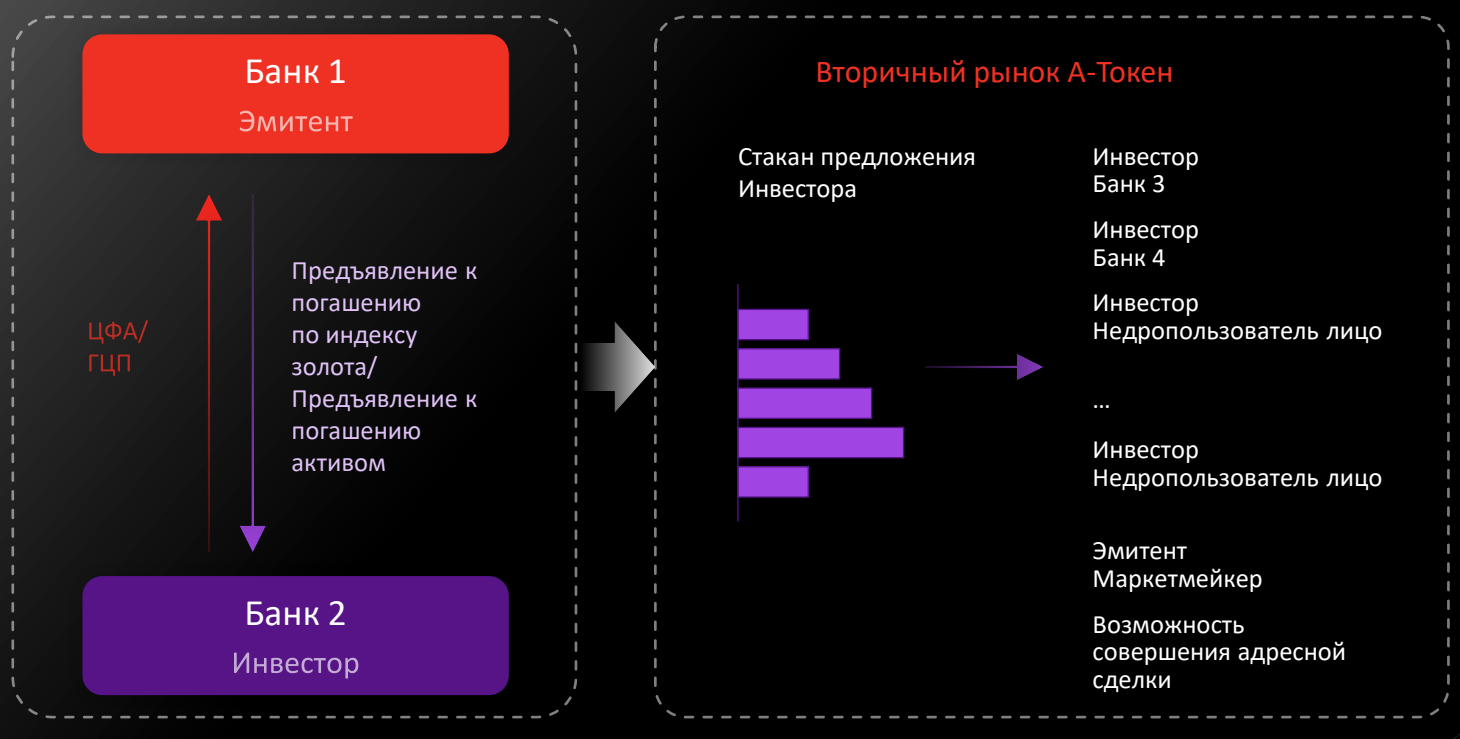 Банк 1
Эмитент
ЦФА/
ГЦП
Предъявление к
погашению
по индексу
золота/
Предъявление к
погашению
активом
Банк 2
Инвестор
Вторичный рынок А-Токен
Стакан предложения
Инвестора
Инвестор
Банк 3
Инвестор
Банк 4
Инвестор
Недропользователь лицо
...
Инвестор
Недропользователь лицо
Эмитент
Маркетмейкер
Возможность
совершения адресной
сделки